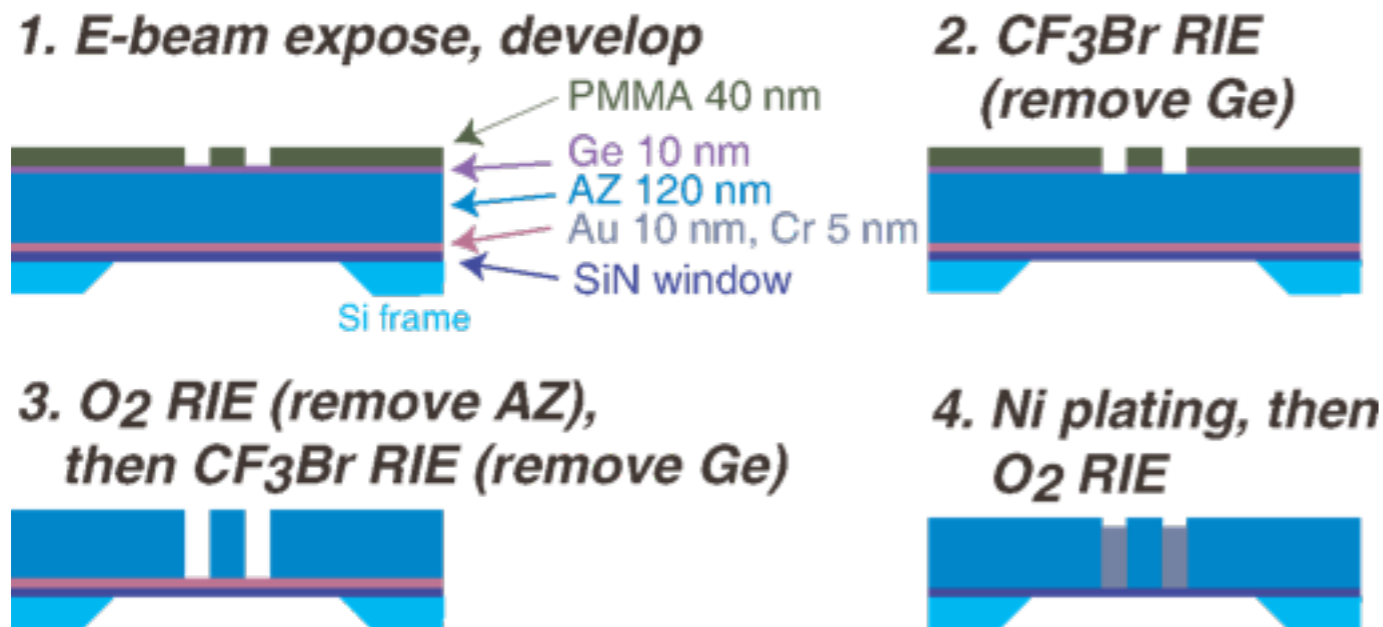 1. E-beam expose, develop
PMMA 40 nm
Ge 10 nm
AZ 120 nm
Au 10 nm, Cr 5 nm
SiN window
Si frame
2. CF3Br RIE
(remove Ge)
3. O2 RIE (remove AZ),
then CF3Br RIE (remove Ge)
4. Ni plating, then
O2 RIE